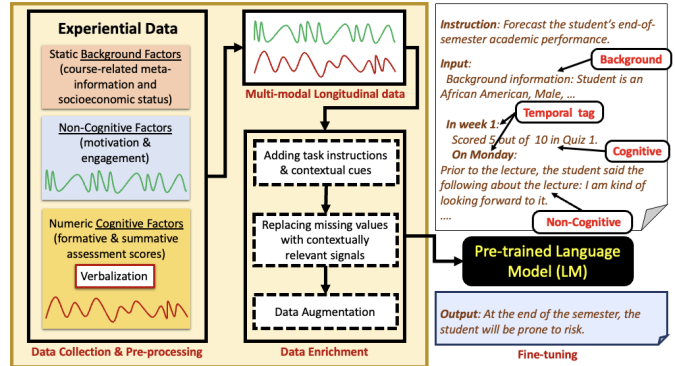 Experiential Data
Static Background Factors
(course-related meta-
information and
socioeconomic status)
Non-Cognitive Factors
(motivation &
engagement)
Numeric Cognitive Factors
(formative & summative
assessment scores)
Verbalization
Data Collection & Pre-processing
Multi-modal Longitudinal data
Adding task instructions
& contextual cues
Replacing missing values
with contextually
relevant signals
Data Augmentation
Data Enrichment
Instruction: Forecast the student's end-of-
semester academic performance.
Input:
Background
Background information: Student is an
African American, Male, ...
Temporal tag
In week 1:
Scored 5 out of 10 in Quiz 1.
On Monday:
Cognitive
Prior to the lecture, the student said the
following about the lecture: I am kind of
looking forward to it.
....
Non-Cognitive
Pre-trained Language
Model (LM)
Output: At the end of the semester, the
student will be prone to risk.
Fine-tuning